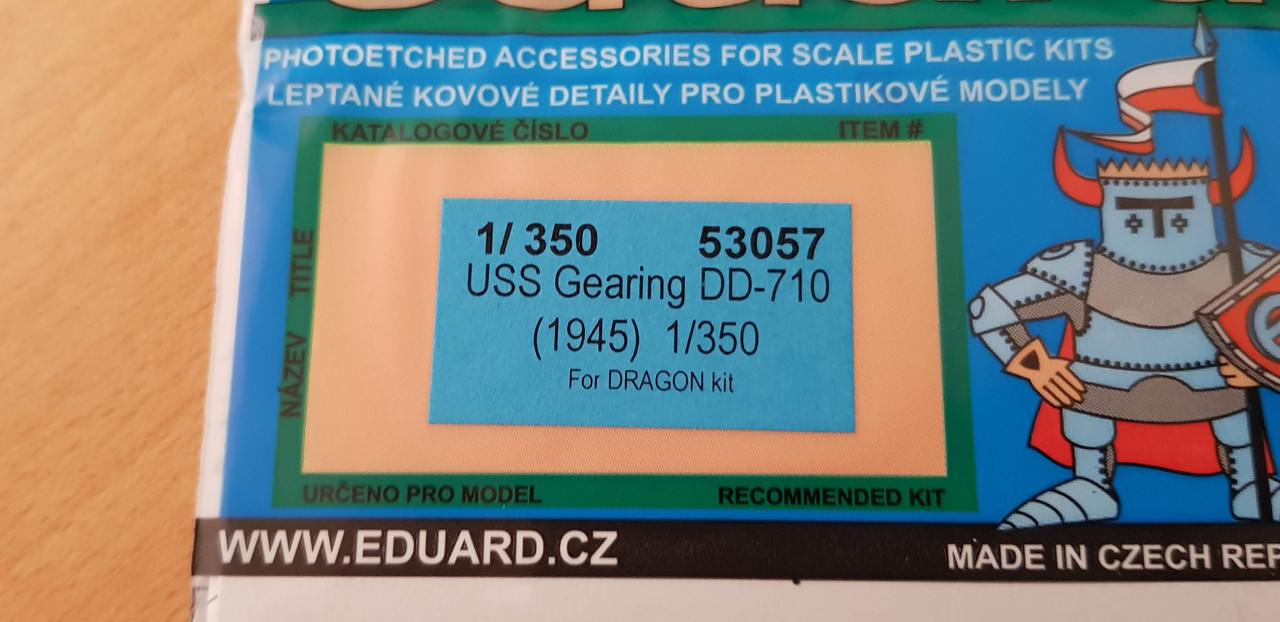 PHOTOETCHED ACCESSORIES FOR SCALE PLASTIC KITS
LEPTANÉ KOVOVÉ DETAILY PRO PLASTIKOVÉ MODELY
KATALOGOVÉ ČÍSLO ITEM #
NÁZEV TITLE
1/ 350 53057
USS Gearing DD-710
(1945) 1/350
For DRAGON kit
URČENO PRO MODEL RECOMMENDED KIT
WWW.EDUARD.CZ MADE IN CZECH REP